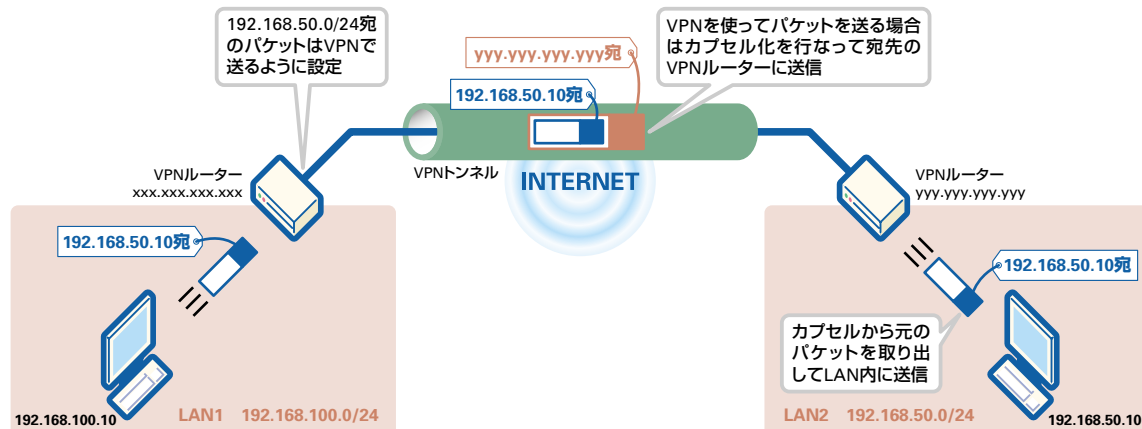 192.168.50.0/24宛
のパケットはVPNで
送るように設定
yyy.yyy.yyy.yyy宛
192.168.50.10宛
VPNを使ってパケットを送る場合
はカプセル化を行なって宛先の
VPNルーターに送信
VPNトンネル
INTERNET
VPNルーター
xxx.xxx.xxx.xxx
VPNルーター
yyy.yyy.yyy.yyy
192.168.50.10宛
192.168.50.10宛
カプセルから元の
パケットを取り出
してLAN内に送信
192.168.100.10
LAN1 192.168.100.0/24
LAN2 192.168.50.0/24
192.168.50.10